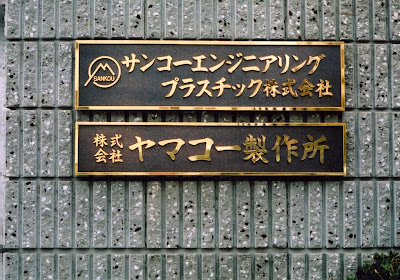 SANKOU
サンコーエンジニアリング
プラスチック株式会社
株式会社 ヤマコー製作所